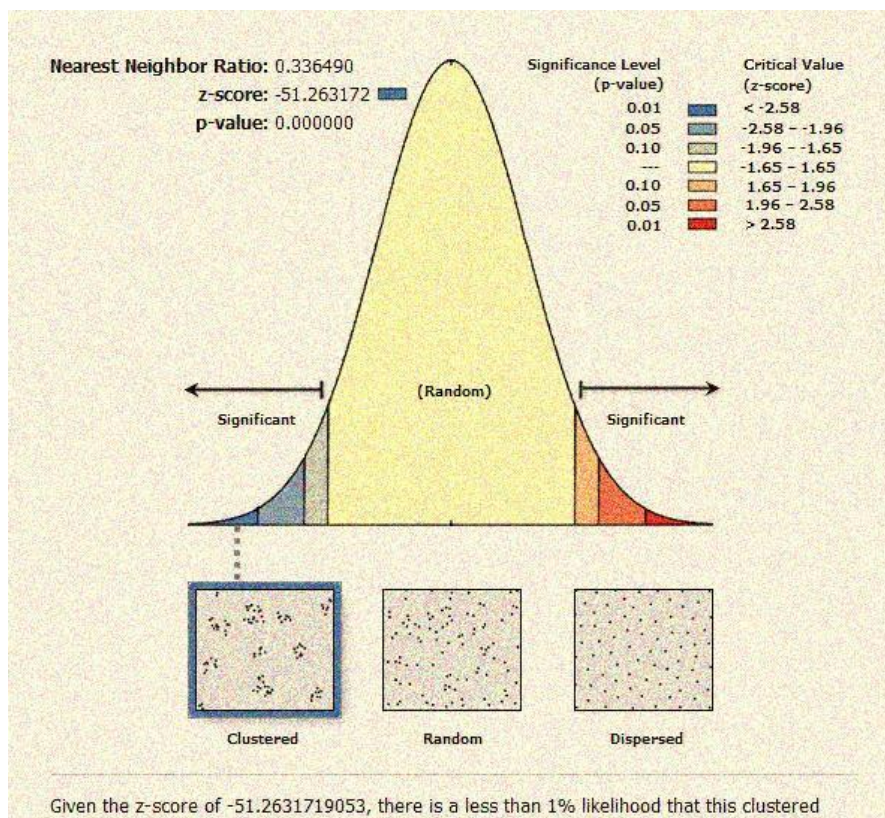 Nearest Neighbor Ratio: 0.336490
z-score: -51.263172
p-value: 0.000000
Significance Level
(p-value)
Critical Value
(z-score)
0.01 < -2.58
0.05 -2.58 – -1.96
0.10 -1.96 – -1.65
--- -1.65 – 1.65
0.10 1.65 – 1.96
0.05 1.96 – 2.58
0.01 > 2.58
(Random)
Significant
Significant
Clustered
Random
Dispersed
Given the z-score of -51.2631719053, there is a less than 1% likelihood that this clustered